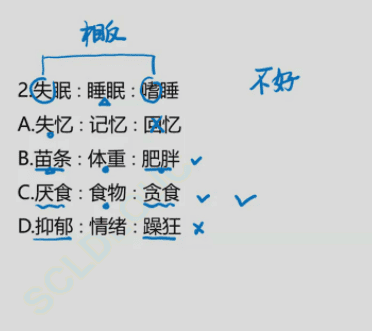 相反
2.失眠：睡眠：嗜睡 不好
A.失忆：记忆：回忆
B.苗条：体重：肥胖
C.厌食：食物：贪食
D.抑郁：情绪：躁狂